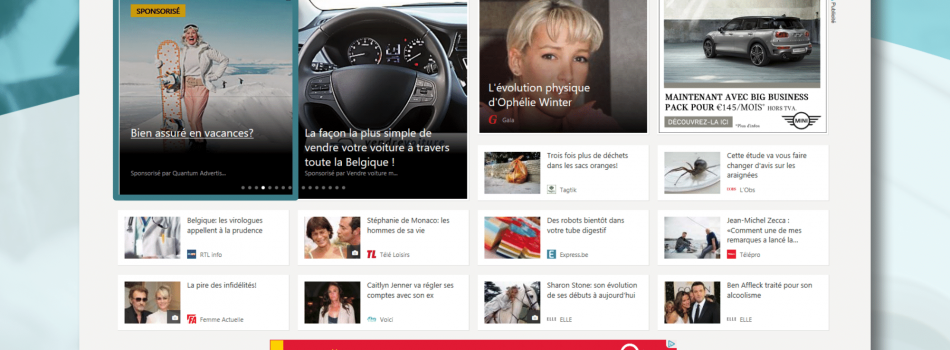 SPONSORISÉ
Bien assuré en vacances?
Sponsorisé par Quantum Advertis...
La façon la plus simple de
vendre votre voiture à travers
toute la Belgique !
Sponsorisé par Vendre voiture m...
L'évolution physique
d'Ophélie Winter
Gala
Publicité
MAINTENANT AVEC BIG BUSINESS
PACK POUR €145/MOIS* HORS TVA.
DÉCOUVREZ-LA ICI
*Plus d'infos
MINI
Trois fois plus de déchets
dans les sacs oranges!
Tagtik
Cette étude va vous faire
changer d'avis sur les
araignées
L'Obs
Belgique: les virologues
appellent à la prudence
RTL info
Stéphanie de Monaco: les
hommes de sa vie
TL Télé Loisirs
Des robots bientôt dans
votre tube digestif
E Express.be
Jean-Michel Zecca :
«Comment une de mes
remarques a lancé la...
Télépro
La pire des infidélités!
Femme Actuelle
Caitlyn Jenner va régler ses
comptes avec son ex
Voici
Sharon Stone: son évolution
de ses débuts à aujourd'hui
ELLE ELLE
Ben Affleck traité pour son
alcoolisme
ELLE ELLE